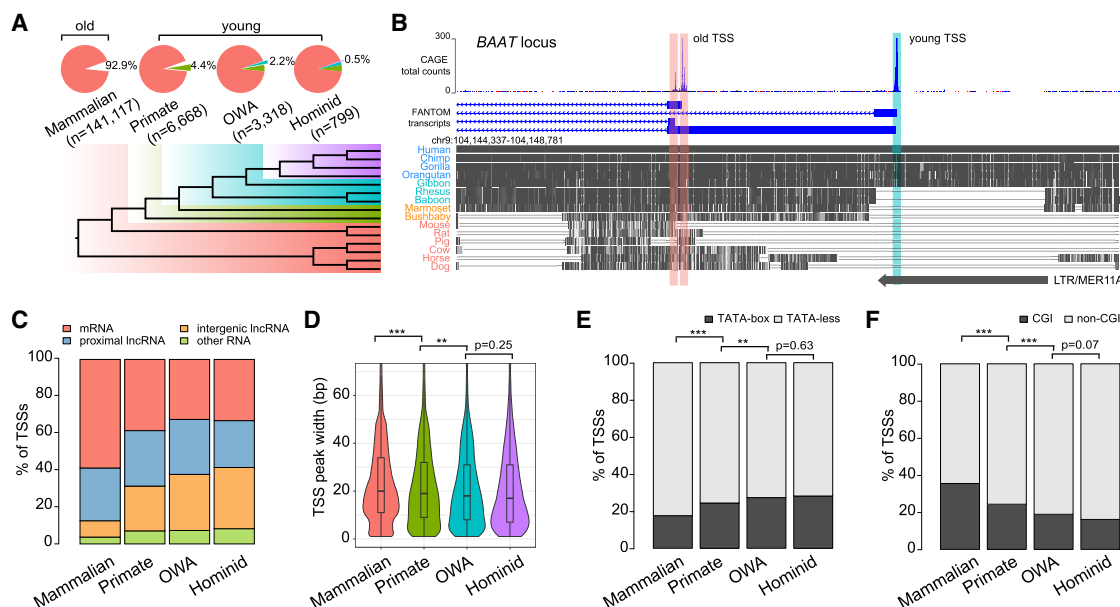 A
old
young
92.9%
4.4%
2.2%
0.5%
Mammalian
(n=141,117)
Primate
(n=6,668)
OWA
(n=3,318)
Hominid
(n=799)
B
BAAT locus
old TSS
young TSS
300
CAGE
total counts
0
FANTOM
transcripts
chr9:104,144,337-104,148,781
Human
Chimp
Gorilla
Orangutan
Gibbon
Rhesus
Baboon
Marmoset
Bushbaby
Mouse
Rat
Pig
Cow
Horse
Dog
LTR/MER11A
C
mRNA
proximal lncRNA
intergenic lncRNA
other RNA
% of TSSs
100
80
60
40
20
0
Mammalian
Primate
OWA
Hominid
D
***
**
p=0.25
TSS peak width (bp)
60
40
20
0
Mammalian
Primate
OWA
Hominid
E
TATA-box
TATA-less
***
**
p=0.63
% of TSSs
100
80
60
40
20
0
Mammalian
Primate
OWA
Hominid
F
CGI
non-CGI
***
***
p=0.07
% of TSSs
100
80
60
40
20
0
Mammalian
Primate
OWA
Hominid